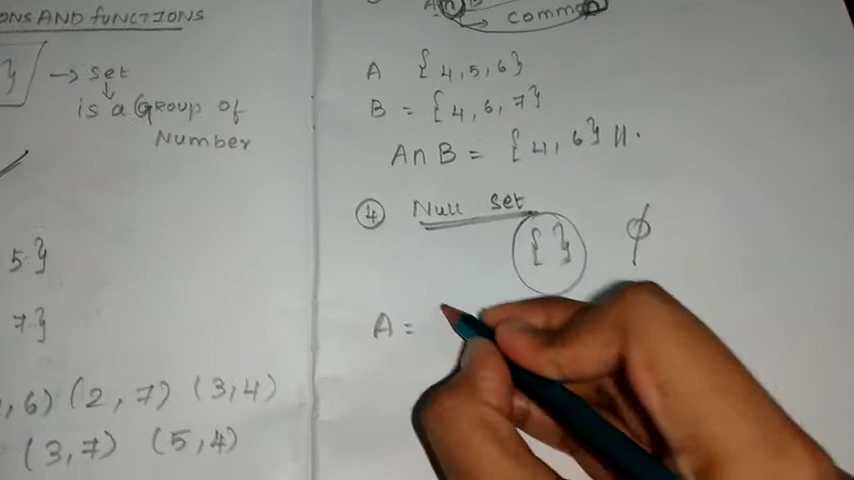 ONS AND FUNCTIONS
} → set
↓
is a Group of
Number
5}
7}
,6) (2,7) (3,4)
(3,7) (5,4)
A n B
→ common
A {4,5,6}
B = {4,6,7}
A n B = {4,6} //.
④ Null set
{ } ϕ
A =